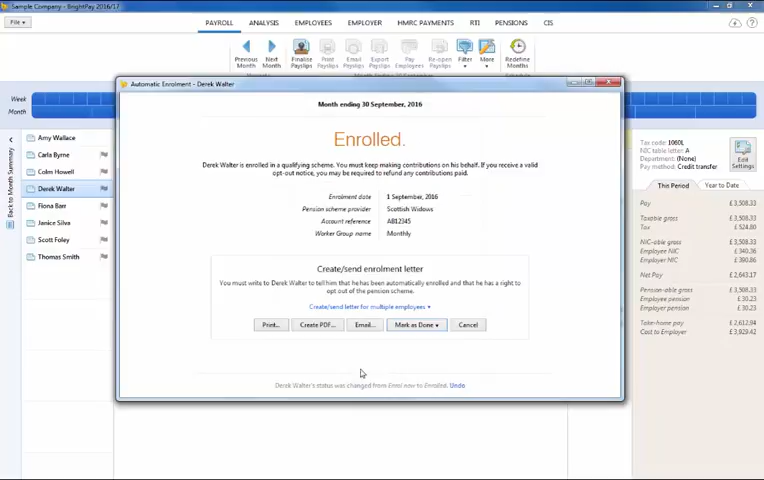 Sample Company - BrightPay 2016/17
File
PAYROLL ANALYSIS EMPLOYEES EMPLOYER HMRC PAYMENTS RTI PENSIONS CIS
Previous Month
Next Month
Finalise Payslips
Print Payslips
Email Payslips
Export Payslips
Pay Employees
Re-open Payslips
Filter
More
Redefine Months
Week
Month
Back to Month Summary
Amy Wallace
Carla Byrne
Colm Howell
Derek Walter
Fiona Barr
Janice Silva
Scott Foley
Thomas Smith
Automatic Enrolment - Derek Walter
Month ending 30 September, 2016
Enrolled.
Derek Walter is enrolled in a qualifying scheme. You must keep making contributions on his behalf. If you receive a valid
opt-out notice, you may be required to refund any contributions paid.
Enrolment date 1 September, 2016
Pension scheme provider Scottish Widows
Account reference AB12345
Worker Group name Monthly
Create/send enrolment letter
You must write to Derek Walter to tell him that he has been automatically enrolled and that he has a right to
opt out of the pension scheme.
Create/send letter for multiple employees
Print... Create PDF... Email... Mark as Done Cancel
Derek Walter's status was changed from Enrol now to Enrolled. Undo
Tax code: 1060L
NIC table letter: A
Department: (None)
Pay method: Credit transfer
Edit Settings
This Period Year to Date
Pay £ 3,508.33
Taxable gross £ 3,508.33
Tax £ 524.80
NIC-able gross £ 3,508.33
Employee NIC £ 340.36
Employer NIC £ 390.86
Net Pay £ 2,643.17
Pension-able gross £ 3,508.33
Employee pension £ 30.23
Employer pension £ 30.23
Take-home pay £ 2,612.94
Cost to Employer £ 3,929.42